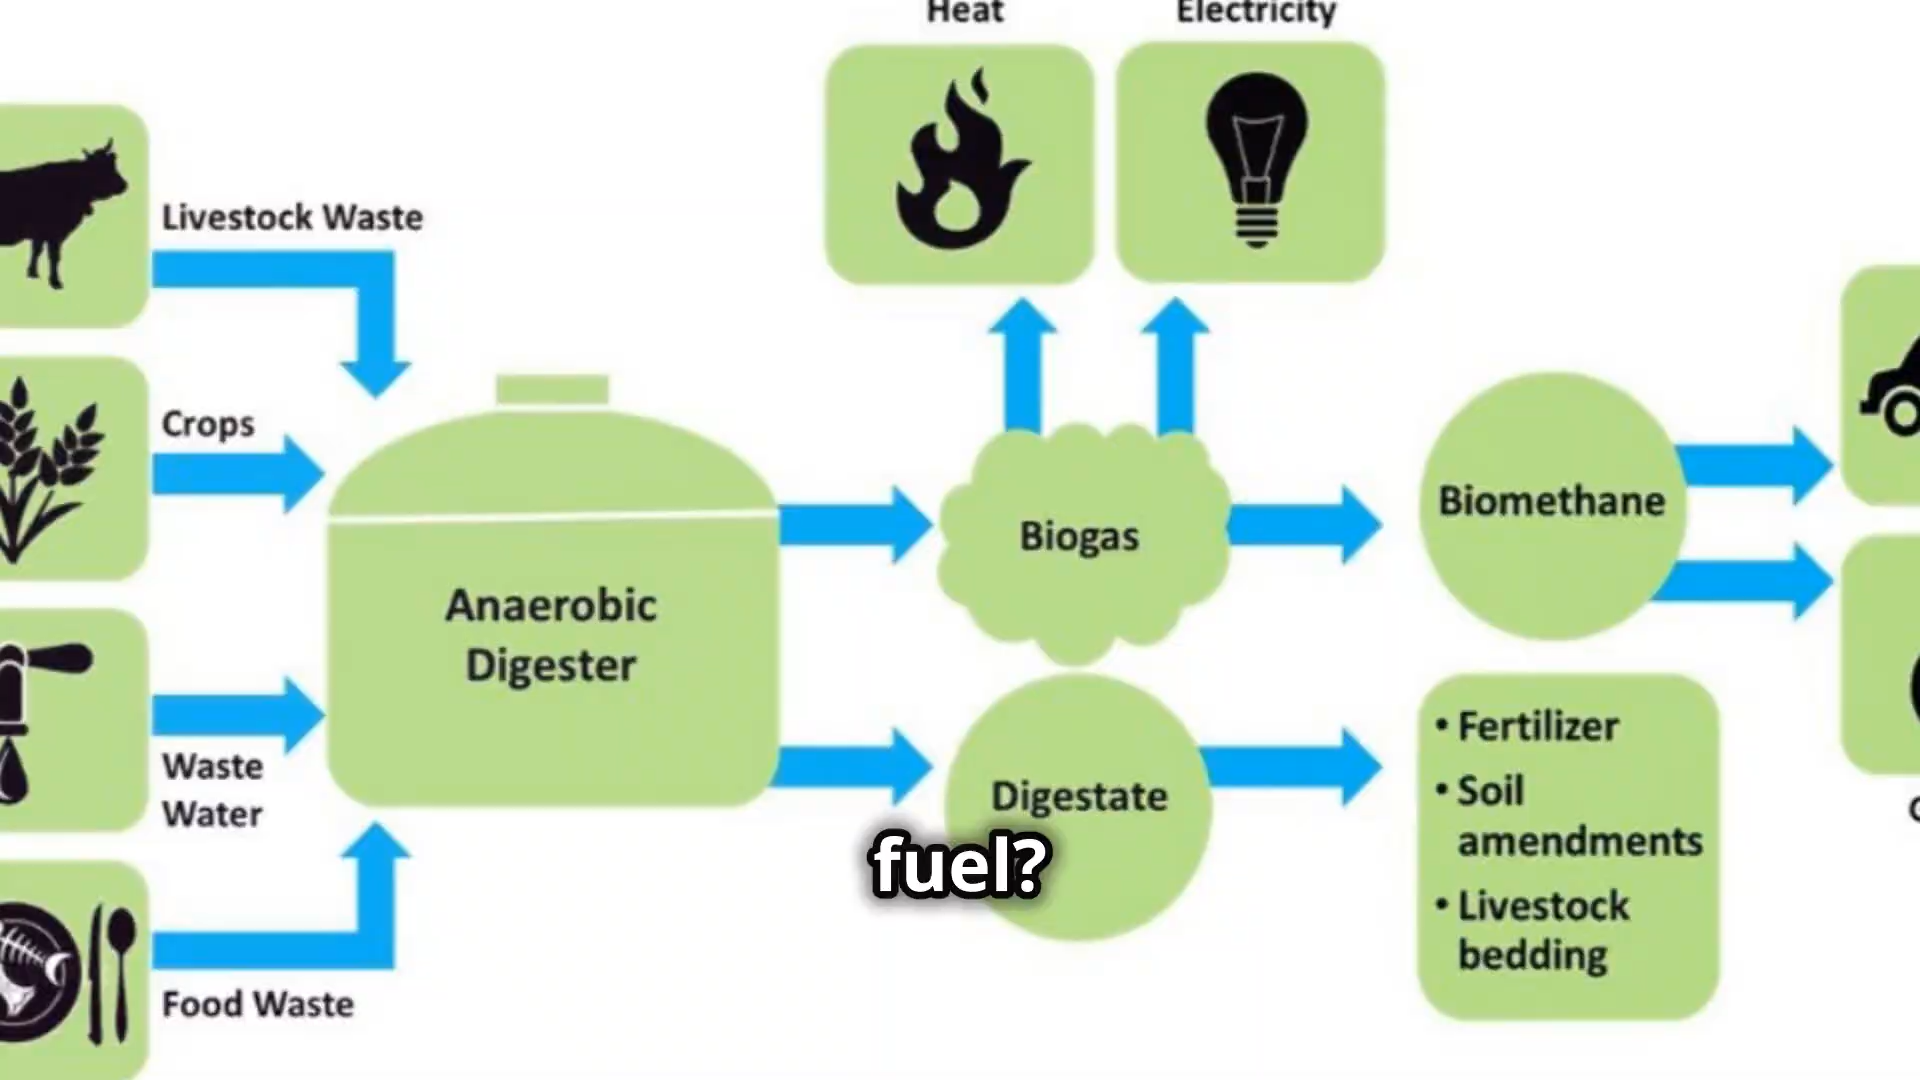 Heat
Electricity
Livestock Waste
Crops
Waste
Water
Food Waste
Anaerobic
Digester
Biogas
Digestate
Biomethane
• Fertilizer
• Soil
amendments
• Livestock
bedding
fuel?